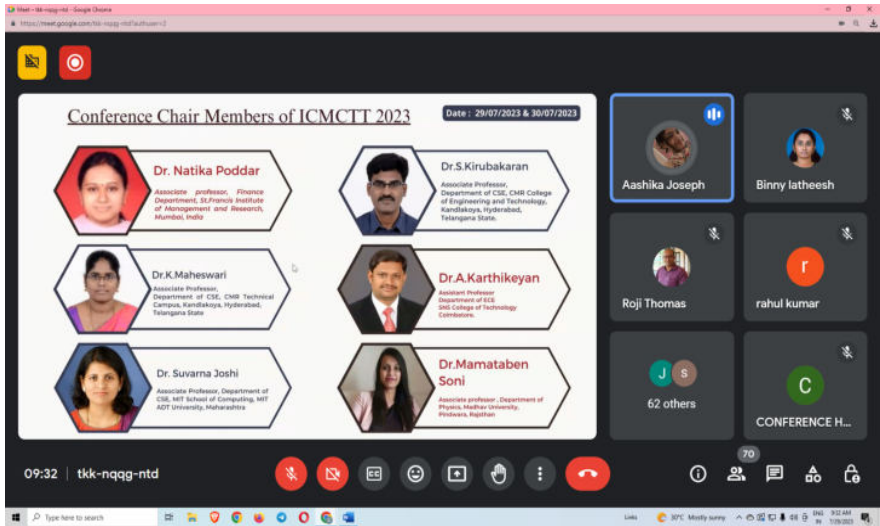 Meet - tkk-nqqg-ntd - Google Chrome
https://meet.google.com/tkk-nqqg-ntd?authuser=2
Conference Chair Members of ICMCTT 2023
Date : 29/07/2023 & 30/07/2023
Dr. Natika Poddar
Associate professor, Finance
Department, St.Francis Institute
of Management and Research,
Mumbai, India
Dr.S.Kirubakaran
Associate Professor,
Department of CSE, CMR College
of Engineering and Technology,
Kandlakoya, Hyderabad,
Telangana State.
Dr.K.Maheswari
Associate Professor,
Department of CSE, CMR Technical
Campus, Kandlakoya, Hyderabad,
Telangana State
Dr.A.Karthikeyan
Assistant Professor
Department of ECE
SNS College of Technology
Coimbatore.
Dr. Suvarna Joshi
Associate Professor, Department of
CSE, MIT School of Computing, MIT
ADT University, Maharashtra
Dr.Mamataben
Soni
Associate professor , Department of
Physics, Madhav University,
Pindwara, Rajsthan
Aashika Joseph
Binny latheesh
Roji Thomas
r
rahul kumar
J S
62 others
C
CONFERENCE H...
09:32 | tkk-nqqg-ntd
CC
70
Type here to search
Links
30°C Mostly sunny
ENG
IN
9:32 AM
7/29/2023